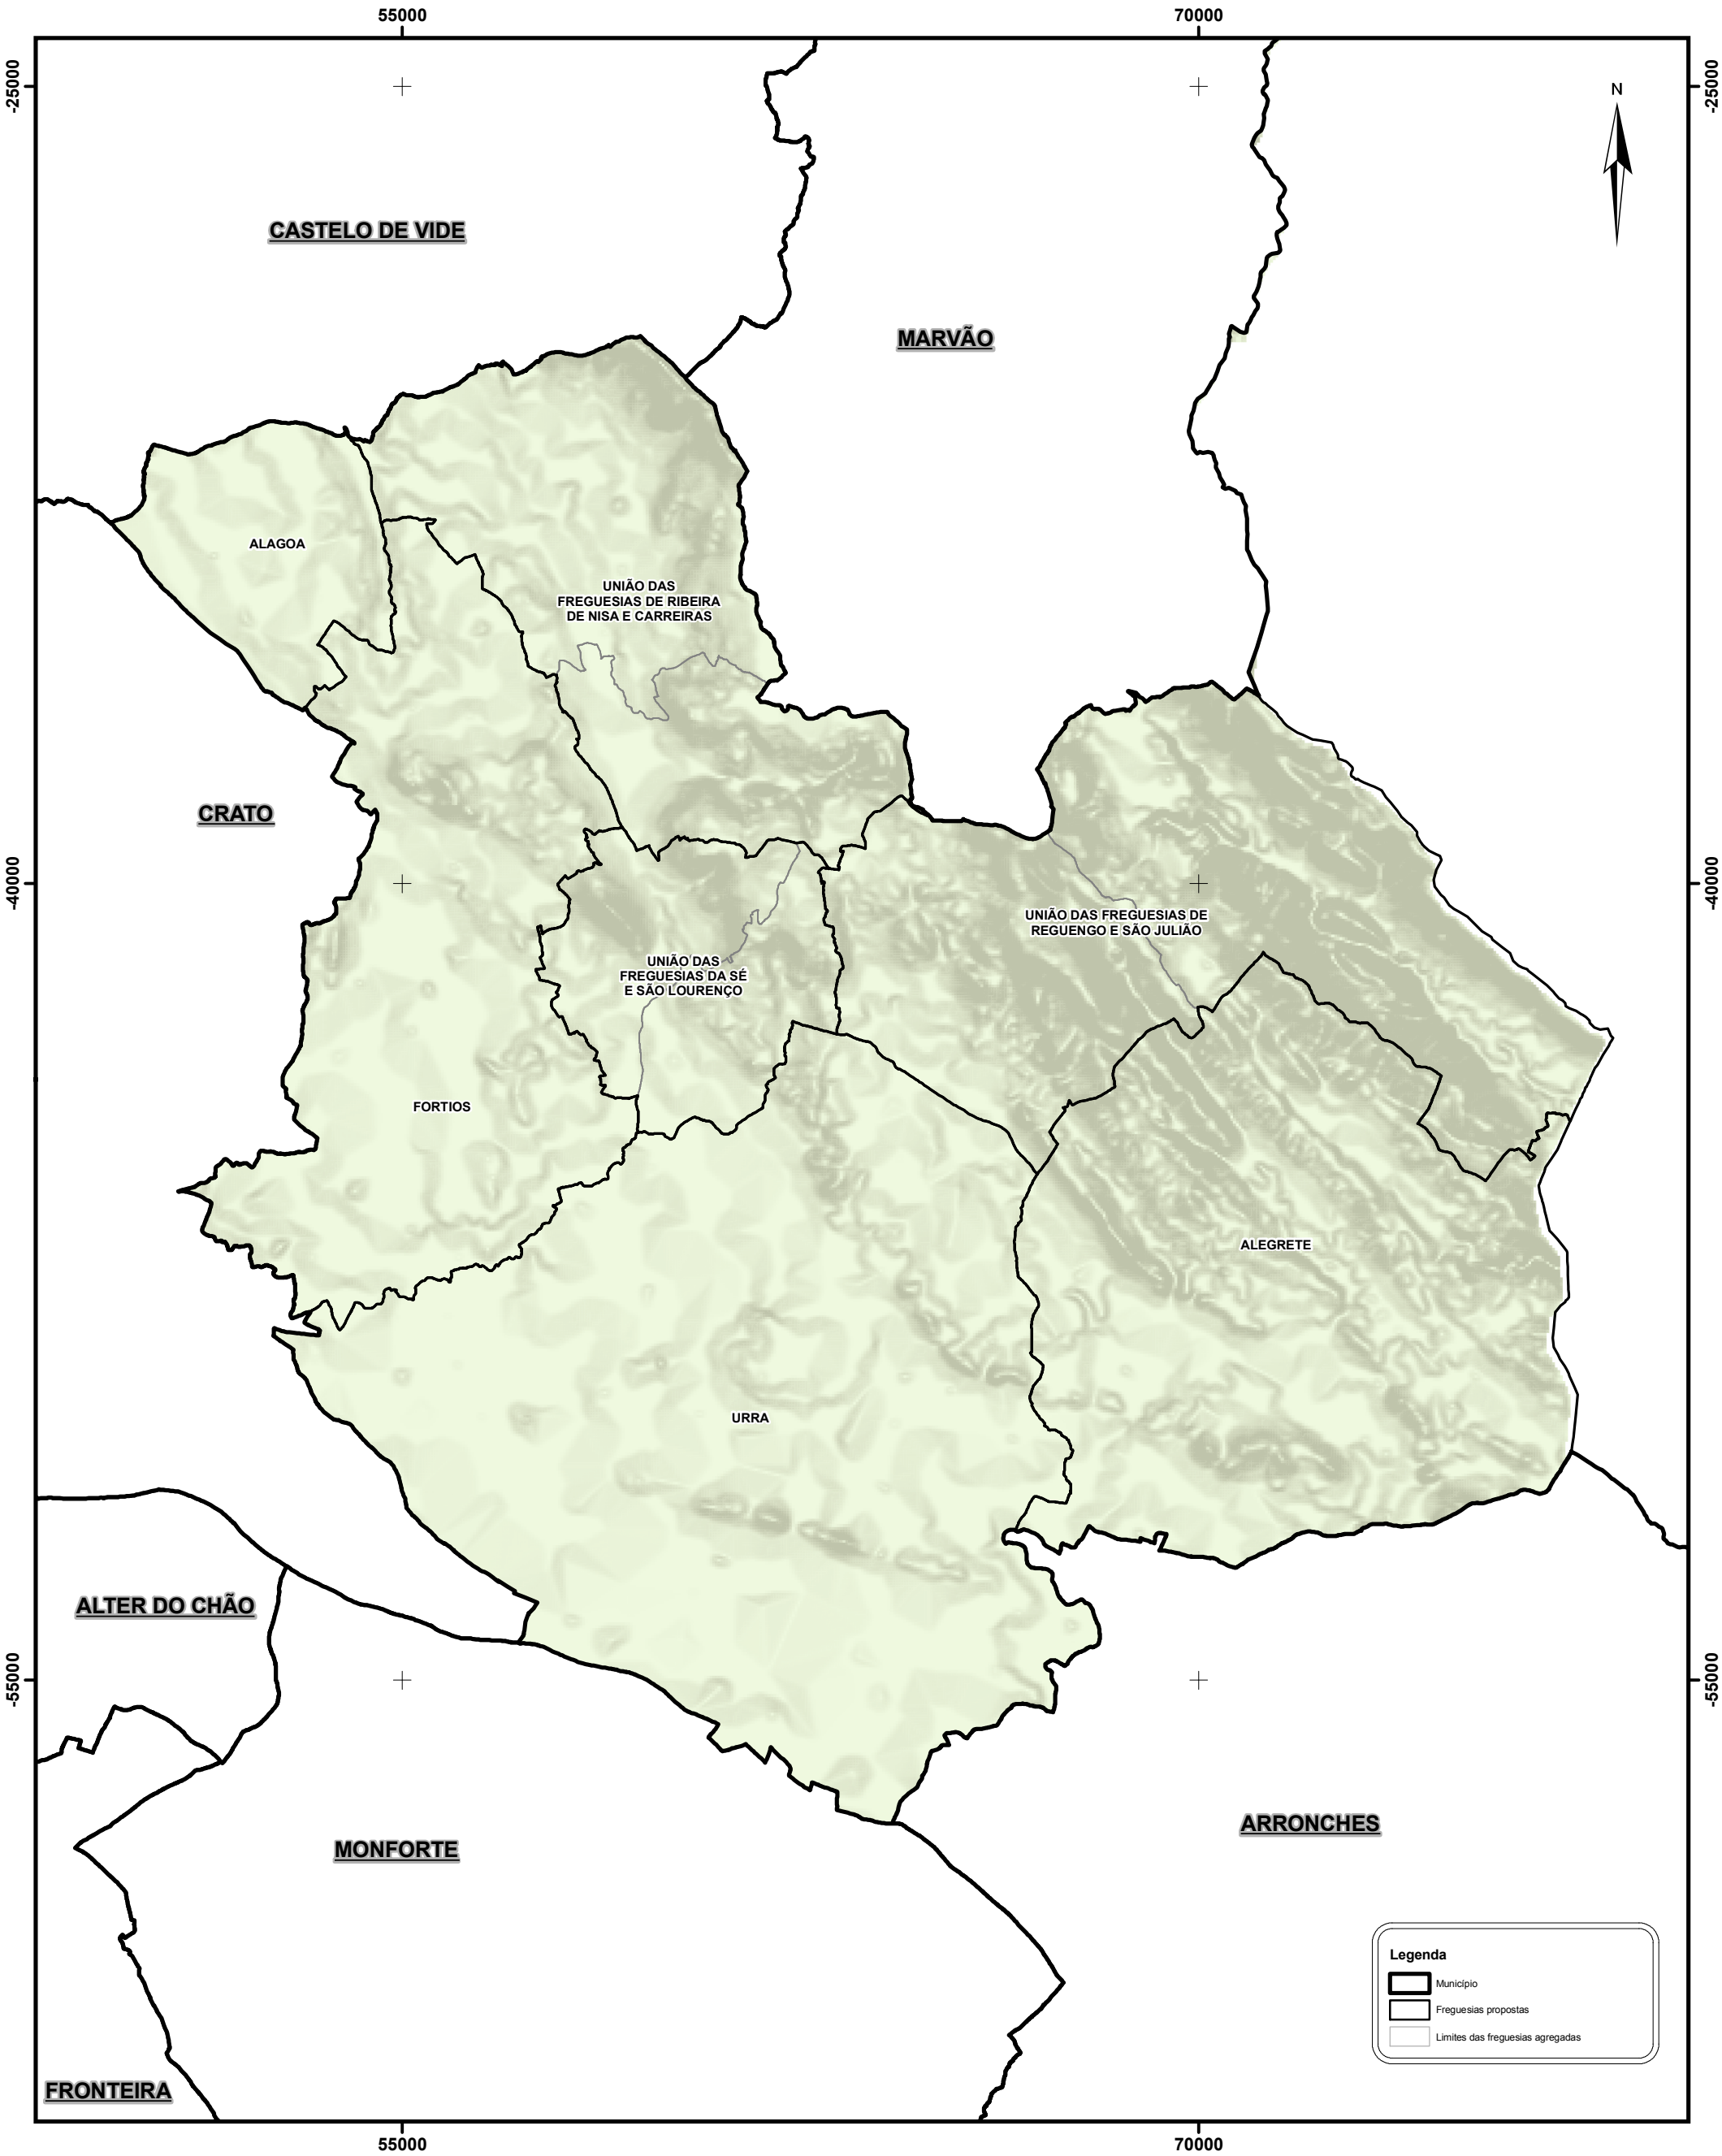 55000
70000
-25000
-25000
N
CASTELO DE VIDE
MARVÃO
ALAGOA
UNIÃO DAS
FREGUESIAS DE RIBEIRA
DE NISA E CARREIRAS
CRATO
-40000
-40000
UNIÃO DAS FREGUESIAS DE
REGUENGO E SÃO JULIÃO
UNIÃO DAS
FREGUESIAS DA SÉ
E SÃO LOURENÇO
FORTIOS
ALEGRETE
URRA
ALTER DO CHÃO
-55000
-55000
ARRONCHES
MONFORTE
Legenda
Município
Freguesias propostas
Limites das freguesias agregadas
FRONTEIRA
55000
70000